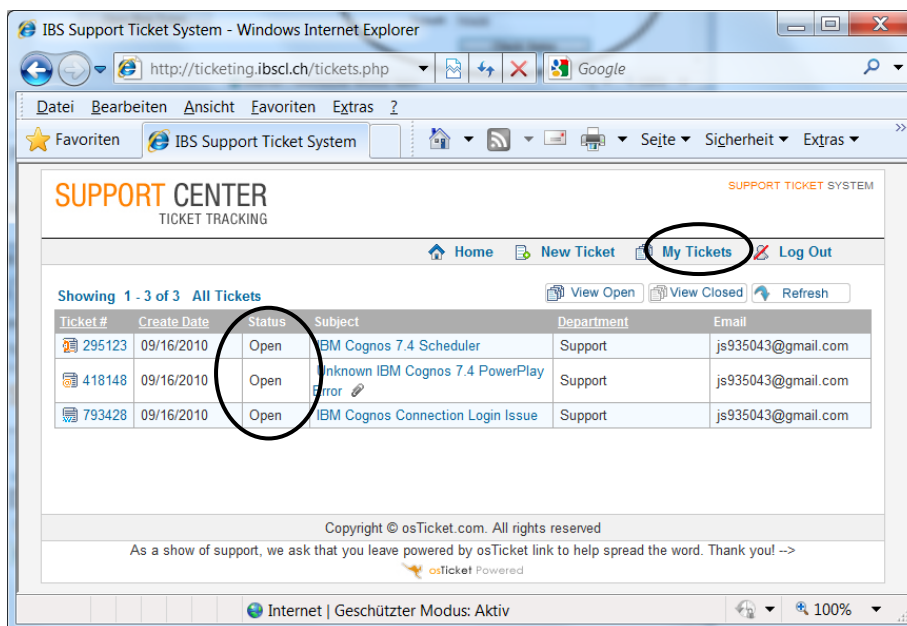 IBS Support Ticket System - Windows Internet Explorer
http://ticketing.ibscl.ch/tickets.php Google
Datei Bearbeiten Ansicht Favoriten Extras ?
Favoriten IBS Support Ticket System Seite Sicherheit Extras »
SUPPORT CENTER SUPPORT TICKET SYSTEM
TICKET TRACKING
Home New Ticket My Tickets Log Out
Showing 1 - 3 of 3 All Tickets View Open View Closed Refresh
Ticket # Create Date Status Subject Department Email
295123 09/16/2010 Open IBM Cognos 7.4 Scheduler Support js935043@gmail.com
418148 09/16/2010 Open Unknown IBM Cognos 7.4 PowerPlay Error Support js935043@gmail.com
793428 09/16/2010 Open IBM Cognos Connection Login Issue Support js935043@gmail.com
Copyright © osTicket.com. All rights reserved
As a show of support, we ask that you leave powered by osTicket link to help spread the word. Thank you! -->
osTicket Powered
Internet | Geschützter Modus: Aktiv 100%